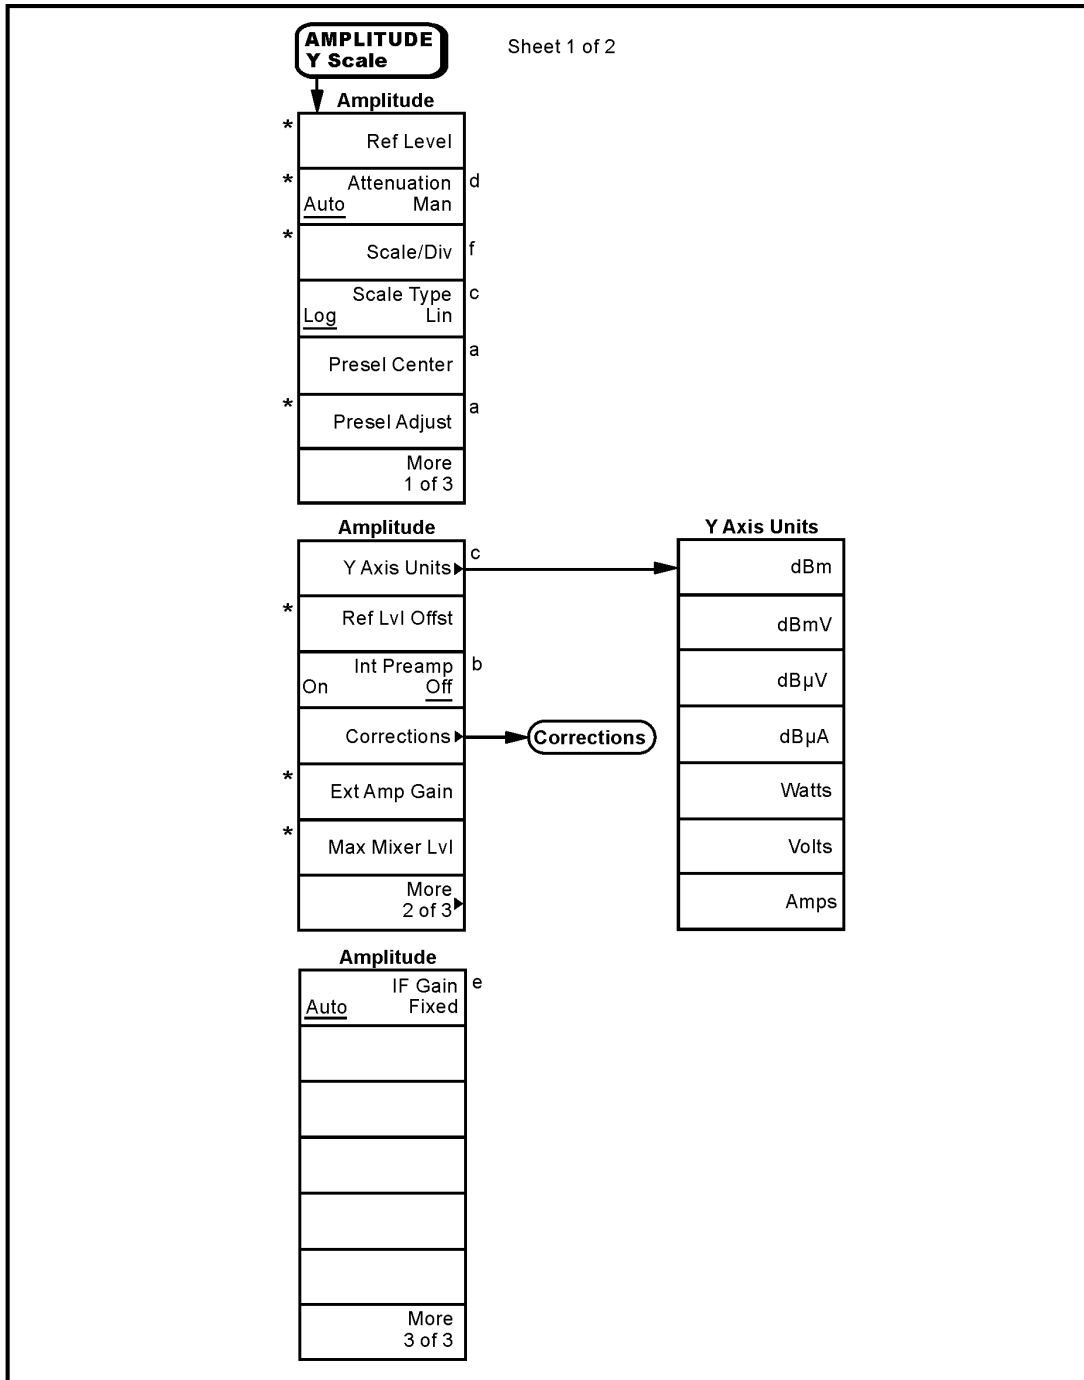 AMPLITUDE
Y Scale
Sheet 1 of 2
Amplitude
* Ref Level
* Attenuation d
Auto Man
* Scale/Div f
Scale Type c
Log Lin
Presel Center a
* Presel Adjust a
More
1 of 3
Amplitude
Y Axis Units c
* Ref Lvl Offst
Int Preamp b
On Off
Corrections Corrections
* Ext Amp Gain
* Max Mixer Lvl
More
2 of 3
Y Axis Units
dBm
dBmV
dBµV
dBµA
Watts
Volts
Amps
Amplitude
IF Gain e
Auto Fixed
More
3 of 3